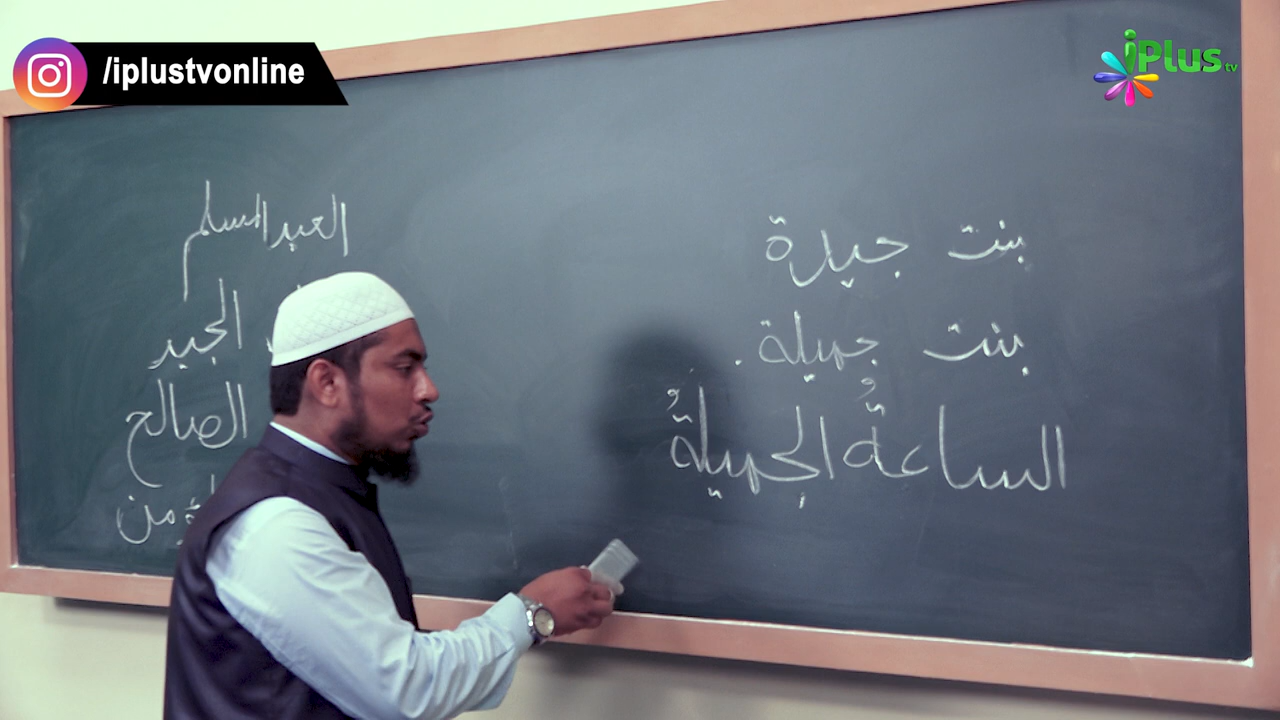 /iplustvonline
iPlus tv
بنت جيدة
بنت جميلة .
الساعةُ الجميلةُ
العبد المسلم
الجيد
الصالح